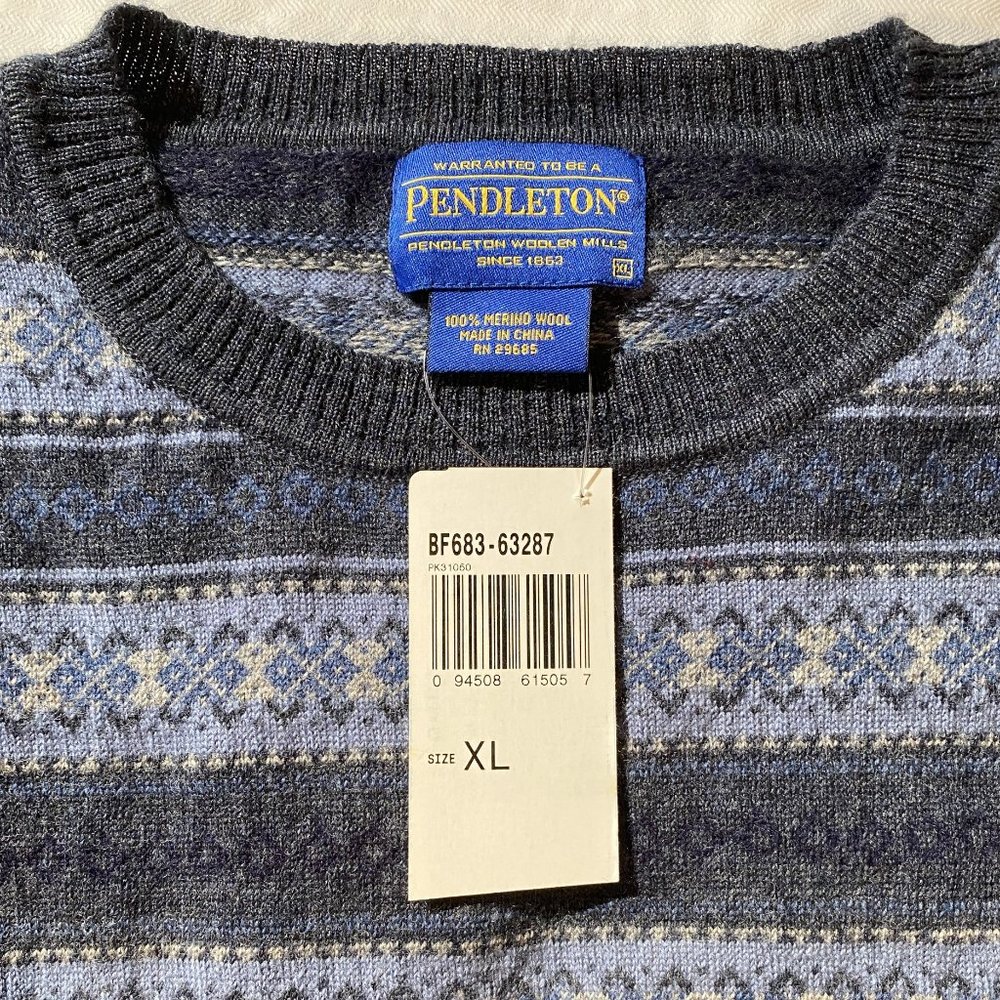 WARRANTED TO BE A
PENDLETON®
PENDLETON WOOLEN MILLS
SINCE 1863
XL
100% MERINO WOOL
MADE IN CHINA
RN 29685
BF683-63287
PK31060
0 94508 61505 7
SIZE XL